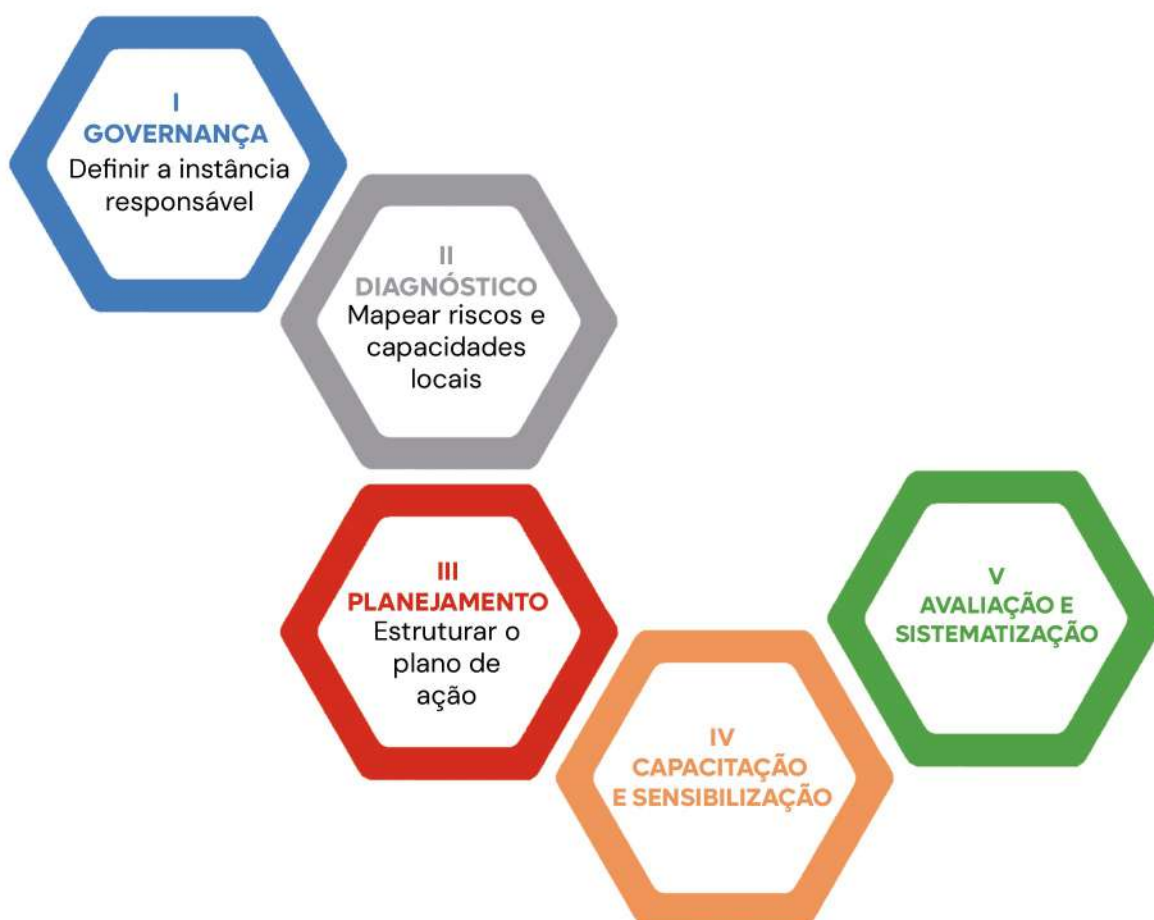 I
GOVERNANÇA
Definir a instância
responsável
II
DIAGNÓSTICO
Mapear riscos e
capacidades
locais
III
PLANEJAMENTO
Estruturar o
plano de
ação
IV
CAPACITAÇÃO
E SENSIBILIZAÇÃO
V
AVALIAÇÃO E
SISTEMATIZAÇÃO